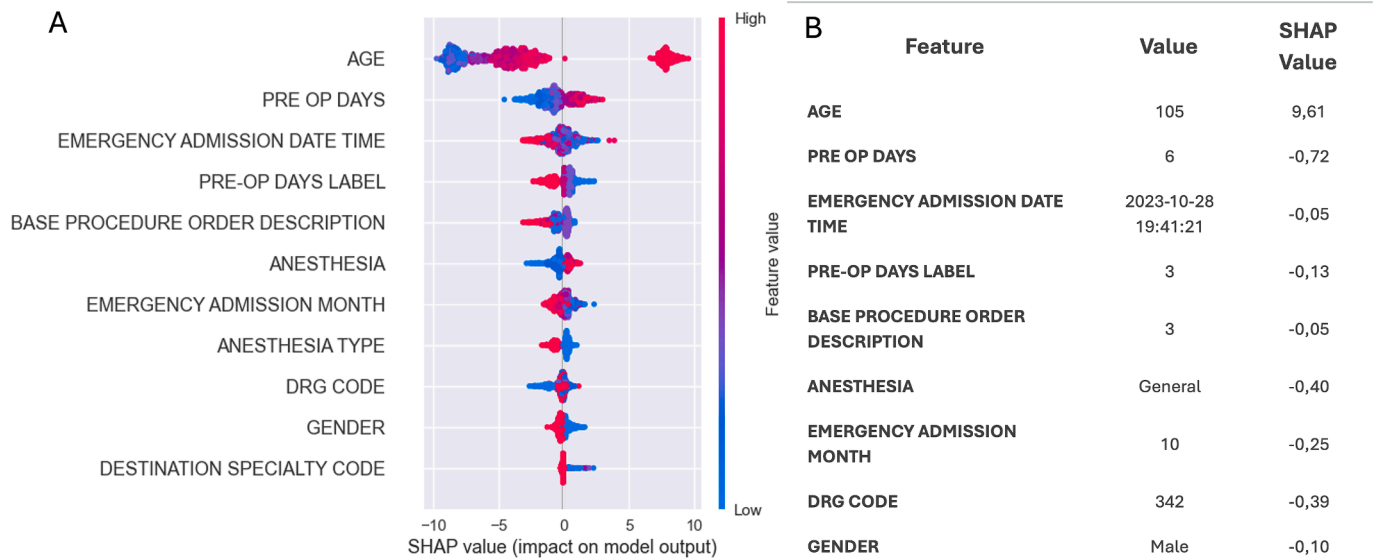 A
High
AGE
PRE OP DAYS
EMERGENCY ADMISSION DATE TIME
PRE-OP DAYS LABEL
BASE PROCEDURE ORDER DESCRIPTION
ANESTHESIA
EMERGENCY ADMISSION MONTH
ANESTHESIA TYPE
DRG CODE
GENDER
DESTINATION SPECIALTY CODE
−10 −5 0 5 10
SHAP value (impact on model output)
Feature value
Low
B
Feature Value SHAP
Value
AGE 105 9,61
PRE OP DAYS 6 -0,72
EMERGENCY ADMISSION DATE
TIME
2023-10-28
19:41:21
-0,05
PRE-OP DAYS LABEL 3 -0,13
BASE PROCEDURE ORDER
DESCRIPTION
3 -0,05
ANESTHESIA General -0,40
EMERGENCY ADMISSION
MONTH
10 -0,25
DRG CODE 342 -0,39
GENDER Male -0,10